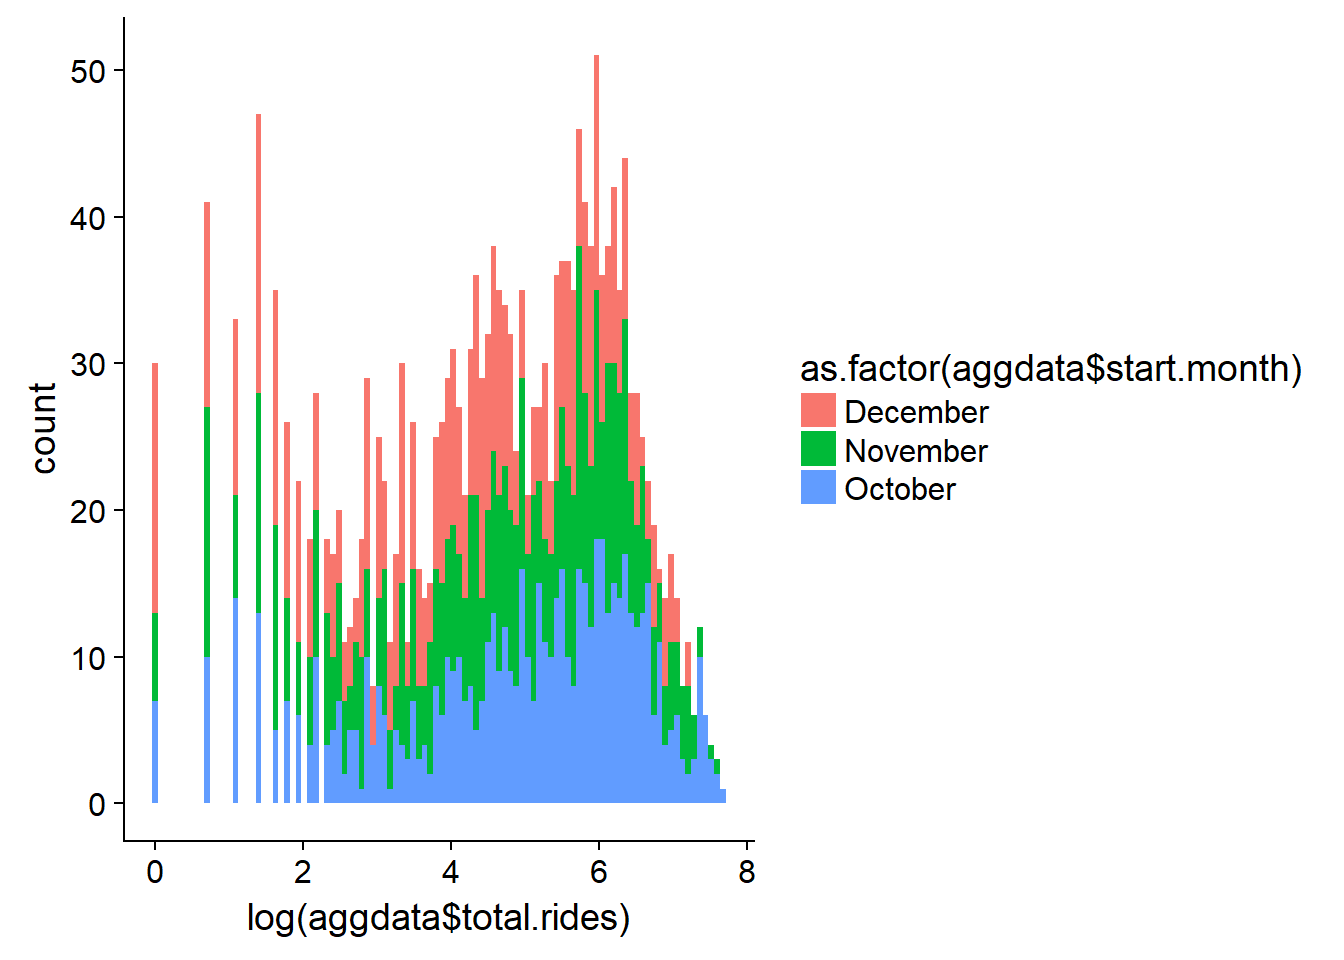 50
40
30
20
10
0
count
0 2 4 6 8
log(aggdata$total.rides)
as.factor(aggdata$start.month)
December
November
October